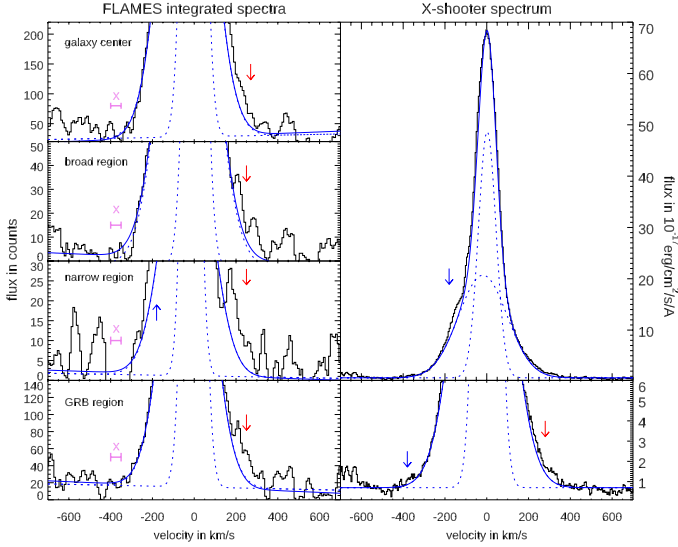 FLAMES integrated spectra
X-shooter spectrum
galaxy center
X
200
150
100
50
broad region
X
50
40
30
20
10
0
narrow region
X
30
25
20
15
10
5
0
GRB region
X
140
120
100
80
60
40
20
0
flux in counts
-600 -400 -200 0 200 400 600
velocity in km/s
70
60
50
40
30
20
10
6
5
4
3
2
1
flux in 10⁻¹⁷ erg/cm²/s/A
-600 -400 -200 0 200 400 600
velocity in km/s